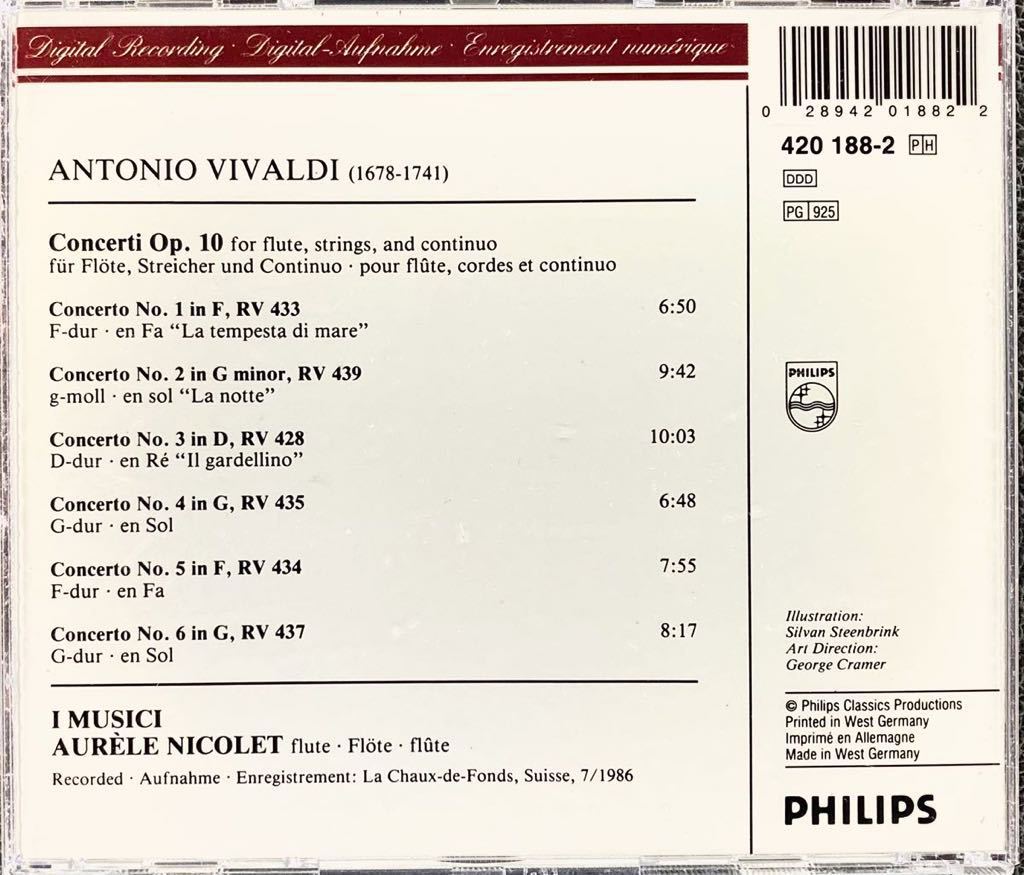 Digital Recording · Digital-Aufnahme · Enregistrement numérique
ANTONIO VIVALDI (1678-1741)
Concerti Op. 10 for flute, strings, and continuo
für Flöte, Streicher und Continuo · pour flûte, cordes et continuo
Concerto No. 1 in F, RV 433 6:50
F-dur · en Fa “La tempesta di mare”
Concerto No. 2 in G minor, RV 439 9:42
g-moll · en sol “La notte”
Concerto No. 3 in D, RV 428 10:03
D-dur · en Ré “Il gardellino”
Concerto No. 4 in G, RV 435 6:48
G-dur · en Sol
Concerto No. 5 in F, RV 434 7:55
F-dur · en Fa
Concerto No. 6 in G, RV 437 8:17
G-dur · en Sol
I MUSICI
AURÈLE NICOLET flute · Flöte · flûte
Recorded · Aufnahme · Enregistrement: La Chaux-de-Fonds, Suisse, 7/1986
0 28942 01882 2
420 188-2 PH
DDD
PG 925
PHILIPS
Illustration:
Silvan Steenbrink
Art Direction:
George Cramer
© Philips Classics Productions
Printed in West Germany
Imprimé en Allemagne
Made in West Germany
PHILIPS